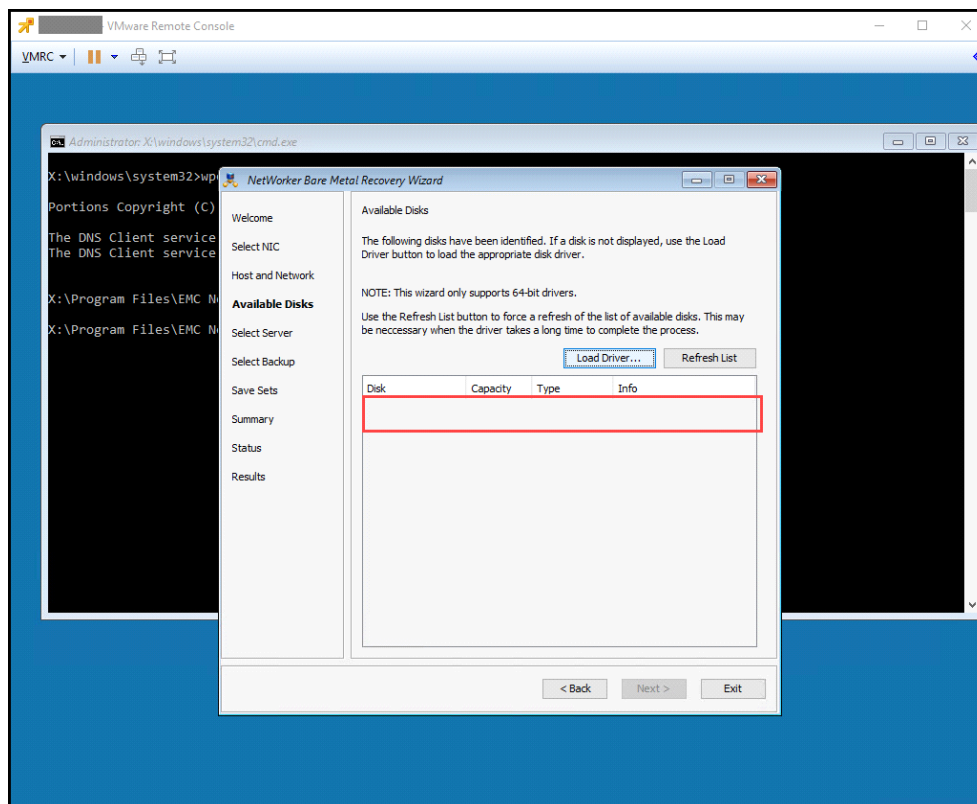 VMware Remote Console
VMRC
Administrator: X:\windows\system32\cmd.exe
X:\windows\system32>wp
Portions Copyright (C)
The DNS Client service
The DNS Client service
X:\Program Files\EMC N
X:\Program Files\EMC N
NetWorker Bare Metal Recovery Wizard
Welcome
Select NIC
Host and Network
Available Disks
Select Server
Select Backup
Save Sets
Summary
Status
Results
Available Disks
The following disks have been identified. If a disk is not displayed, use the Load
Driver button to load the appropriate disk driver.
NOTE: This wizard only supports 64-bit drivers.
Use the Refresh List button to force a refresh of the list of available disks. This may
be neccessary when the driver takes a long time to complete the process.
Load Driver... Refresh List
Disk Capacity Type Info
< Back Next > Exit